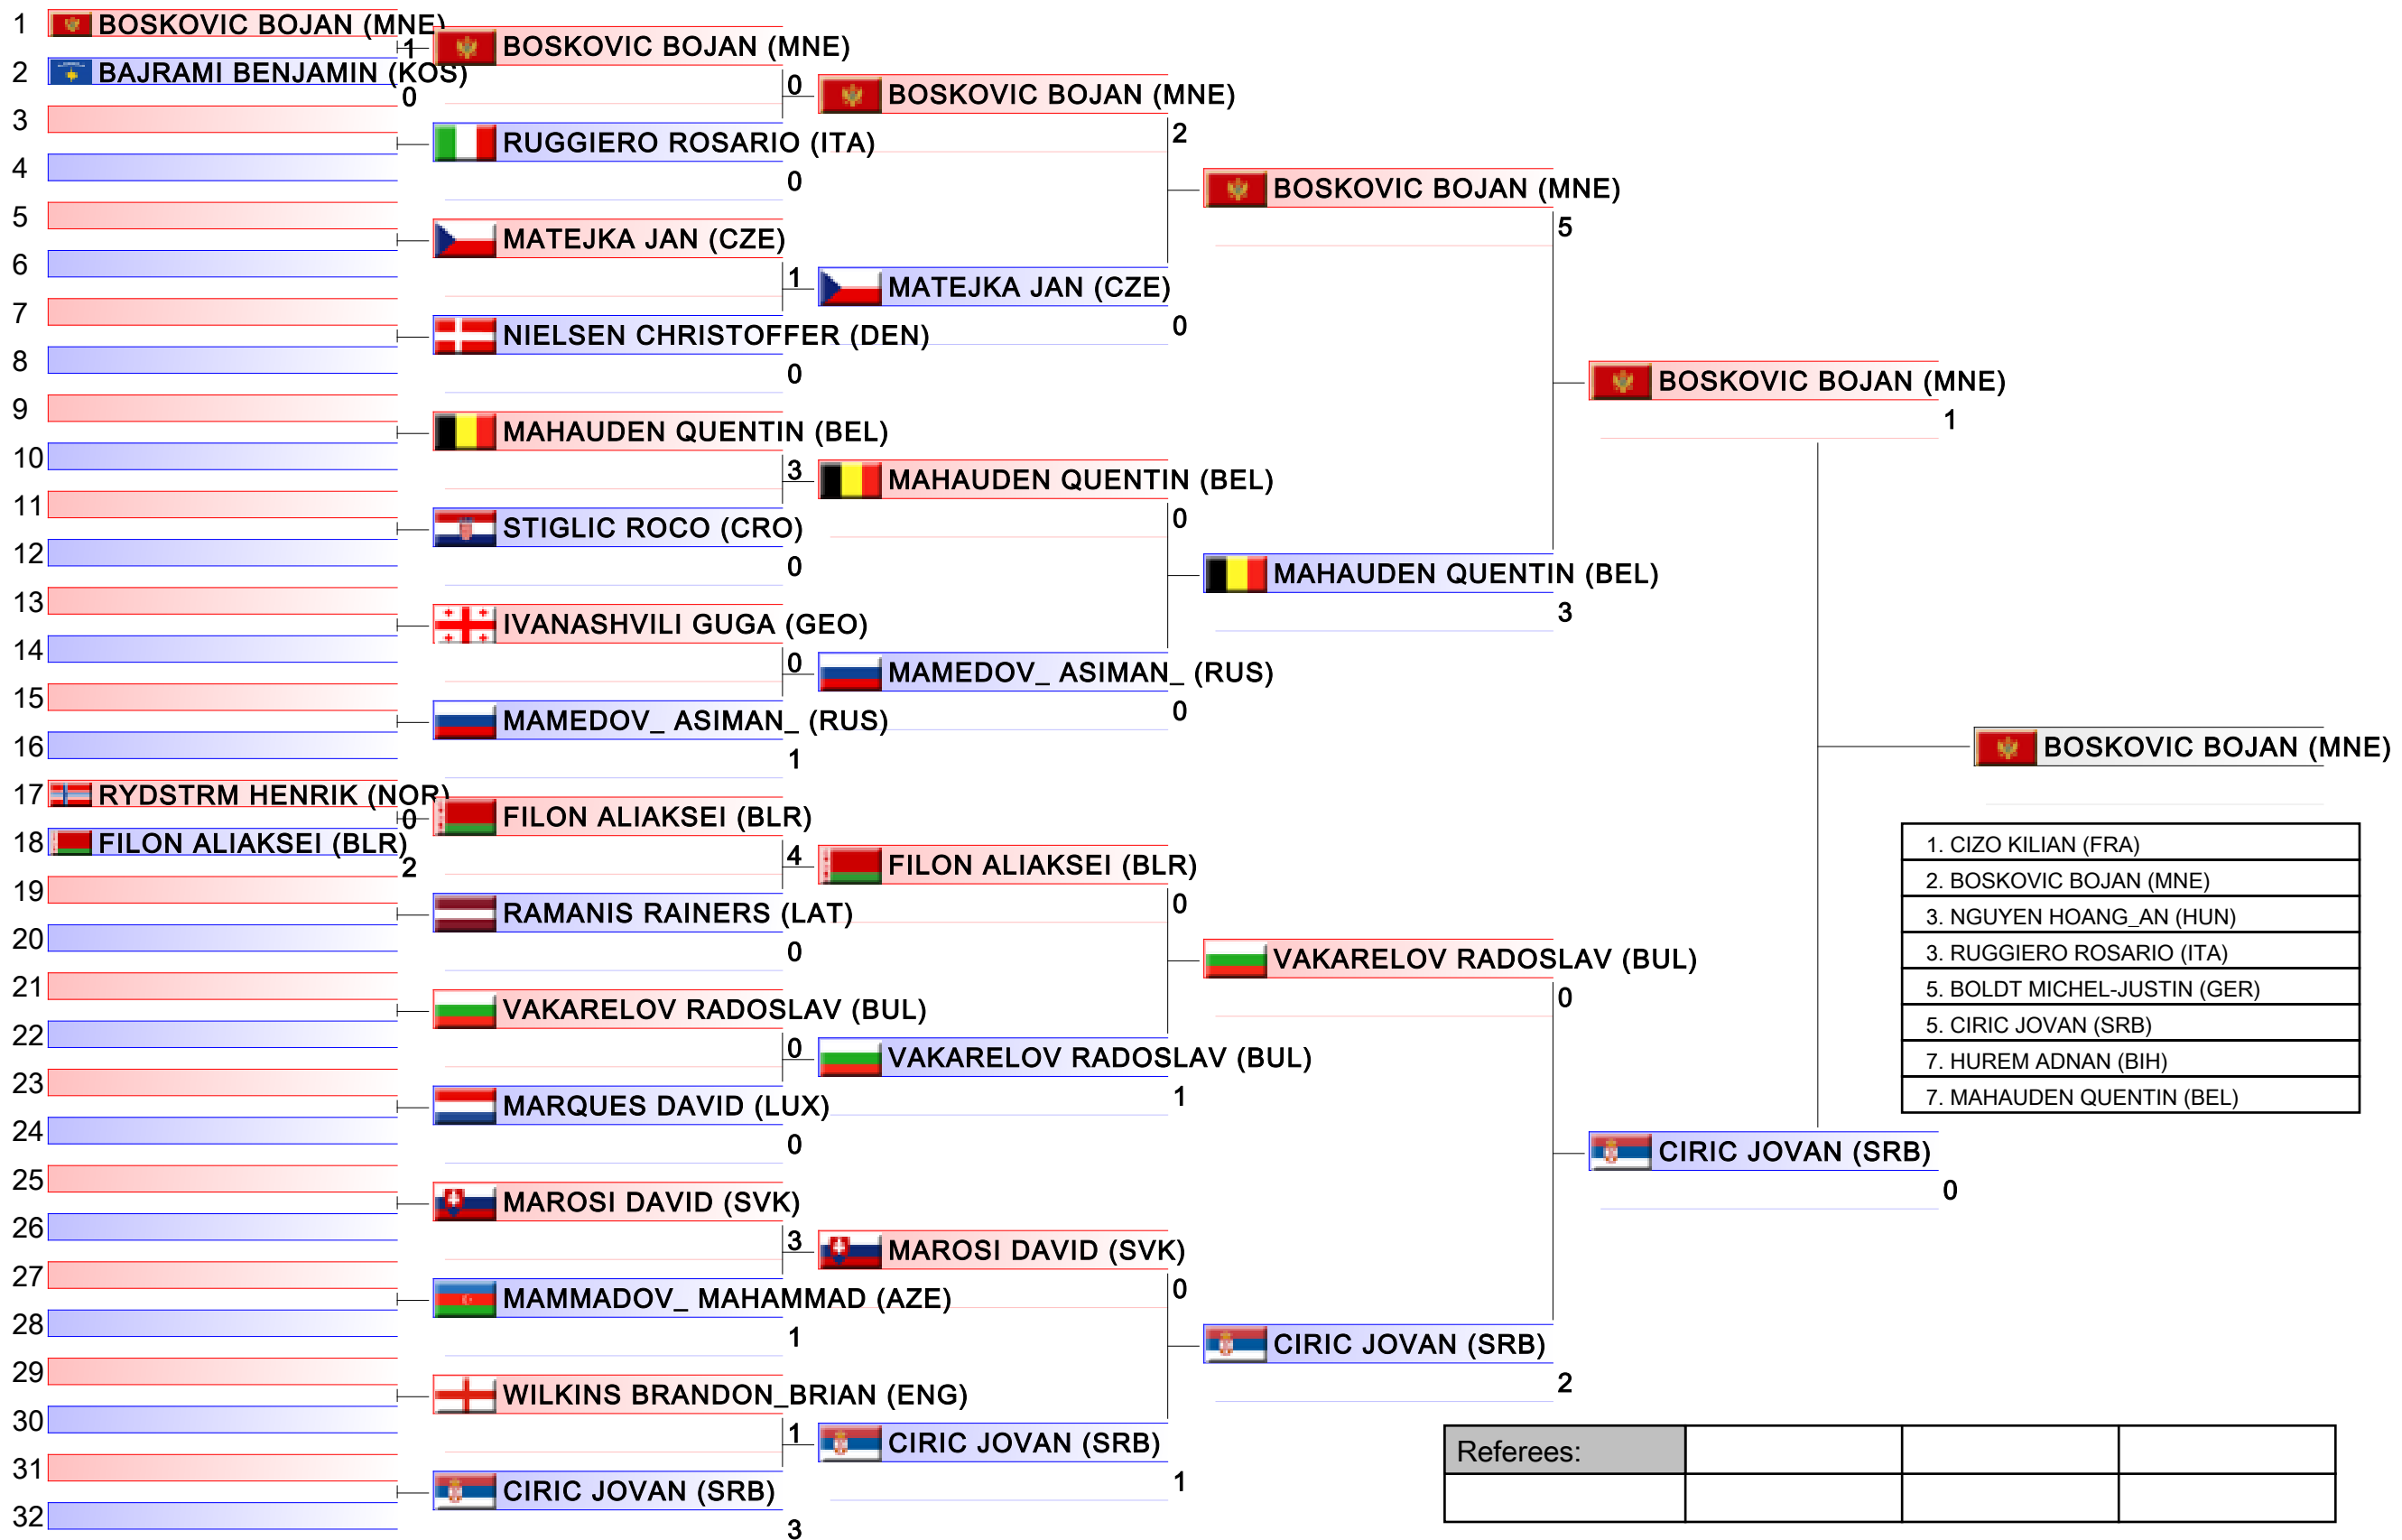 1 BOSKOVIC BOJAN (MNE)
1
2 BAJRAMI BENJAMIN (KOS)
0
3
4
5
6
7
8
9
10
11
12
13
14
15
16
17 RYDSTRM HENRIK (NOR)
0
18 FILON ALIAKSEI (BLR)
2
19
20
21
22
23
24
25
26
27
28
29
30
31
32
BOSKOVIC BOJAN (MNE)
0
RUGGIERO ROSARIO (ITA)
0
MATEJKA JAN (CZE)
1
NIELSEN CHRISTOFFER (DEN)
0
MAHAUDEN QUENTIN (BEL)
3
STIGLIC ROCO (CRO)
0
IVANASHVILI GUGA (GEO)
0
MAMEDOV_ ASIMAN_ (RUS)
1
FILON ALIAKSEI (BLR)
4
RAMANIS RAINERS (LAT)
0
VAKARELOV RADOSLAV (BUL)
0
MARQUES DAVID (LUX)
0
MAROSI DAVID (SVK)
3
MAMMADOV_ MAHAMMAD (AZE)
1
WILKINS BRANDON_BRIAN (ENG)
1
CIRIC JOVAN (SRB)
3
BOSKOVIC BOJAN (MNE)
2
MATEJKA JAN (CZE)
0
MAHAUDEN QUENTIN (BEL)
0
MAMEDOV_ ASIMAN_ (RUS)
0
FILON ALIAKSEI (BLR)
0
VAKARELOV RADOSLAV (BUL)
1
MAROSI DAVID (SVK)
0
CIRIC JOVAN (SRB)
1
BOSKOVIC BOJAN (MNE)
5
MAHAUDEN QUENTIN (BEL)
3
VAKARELOV RADOSLAV (BUL)
0
CIRIC JOVAN (SRB)
2
BOSKOVIC BOJAN (MNE)
1
CIRIC JOVAN (SRB)
0
BOSKOVIC BOJAN (MNE)
1. CIZO KILIAN (FRA)
2. BOSKOVIC BOJAN (MNE)
3. NGUYEN HOANG_AN (HUN)
3. RUGGIERO ROSARIO (ITA)
5. BOLDT MICHEL-JUSTIN (GER)
5. CIRIC JOVAN (SRB)
7. HUREM ADNAN (BIH)
7. MAHAUDEN QUENTIN (BEL)
Referees: